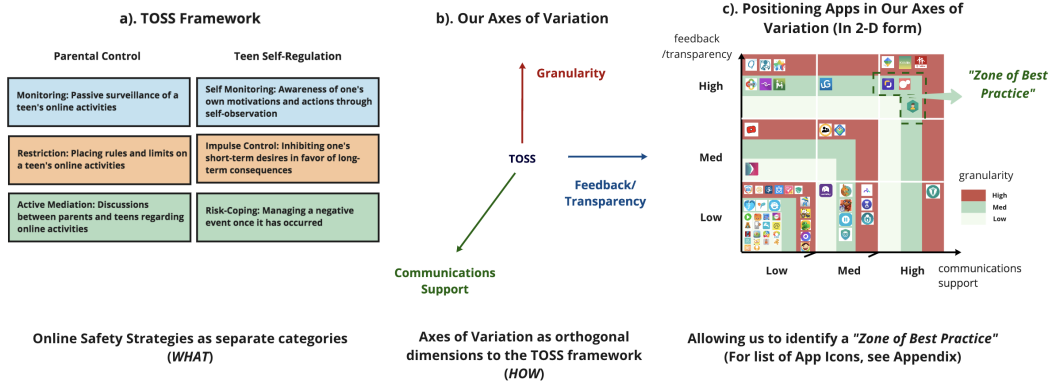 a). TOSS Framework
Parental Control
Teen Self-Regulation
Monitoring: Passive surveillance of a
teen's online activities
Self Monitoring: Awareness of one's
own motivations and actions through
self-observation
Restriction: Placing rules and limits on
a teen's online activities
Impulse Control: Inhibiting one's
short-term desires in favor of long-
term consequences
Active Mediation: Discussions
between parents and teens regarding
online activities
Risk-Coping: Managing a negative
event once it has occurred
Online Safety Strategies as separate categories
(WHAT)
b). Our Axes of Variation
Granularity
TOSS
Feedback/
Transparency
Communications
Support
Axes of Variation as orthogonal
dimensions to the TOSS framework
(HOW)
c). Positioning Apps in Our Axes of
Variation (In 2-D form)
feedback
/transparency
High
Med
Low
Low
Med
High
communications
support
"Zone of Best
Practice"
granularity
High
Med
Low
Allowing us to identify a "Zone of Best Practice"
(For list of App Icons, see Appendix)